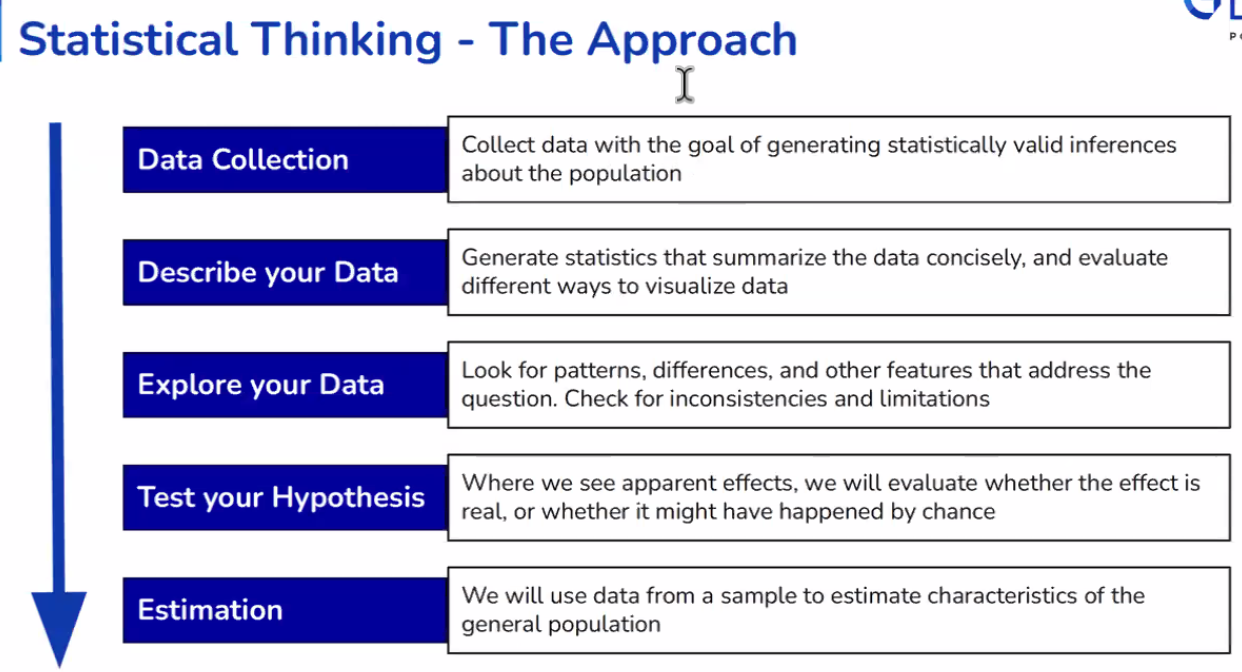 Statistical Thinking - The Approach
Data Collection
Collect data with the goal of generating statistically valid inferences
about the population
Describe your Data
Generate statistics that summarize the data concisely, and evaluate
different ways to visualize data
Explore your Data
Look for patterns, differences, and other features that address the
question. Check for inconsistencies and limitations
Test your Hypothesis
Where we see apparent effects, we will evaluate whether the effect is
real, or whether it might have happened by chance
Estimation
We will use data from a sample to estimate characteristics of the
general population